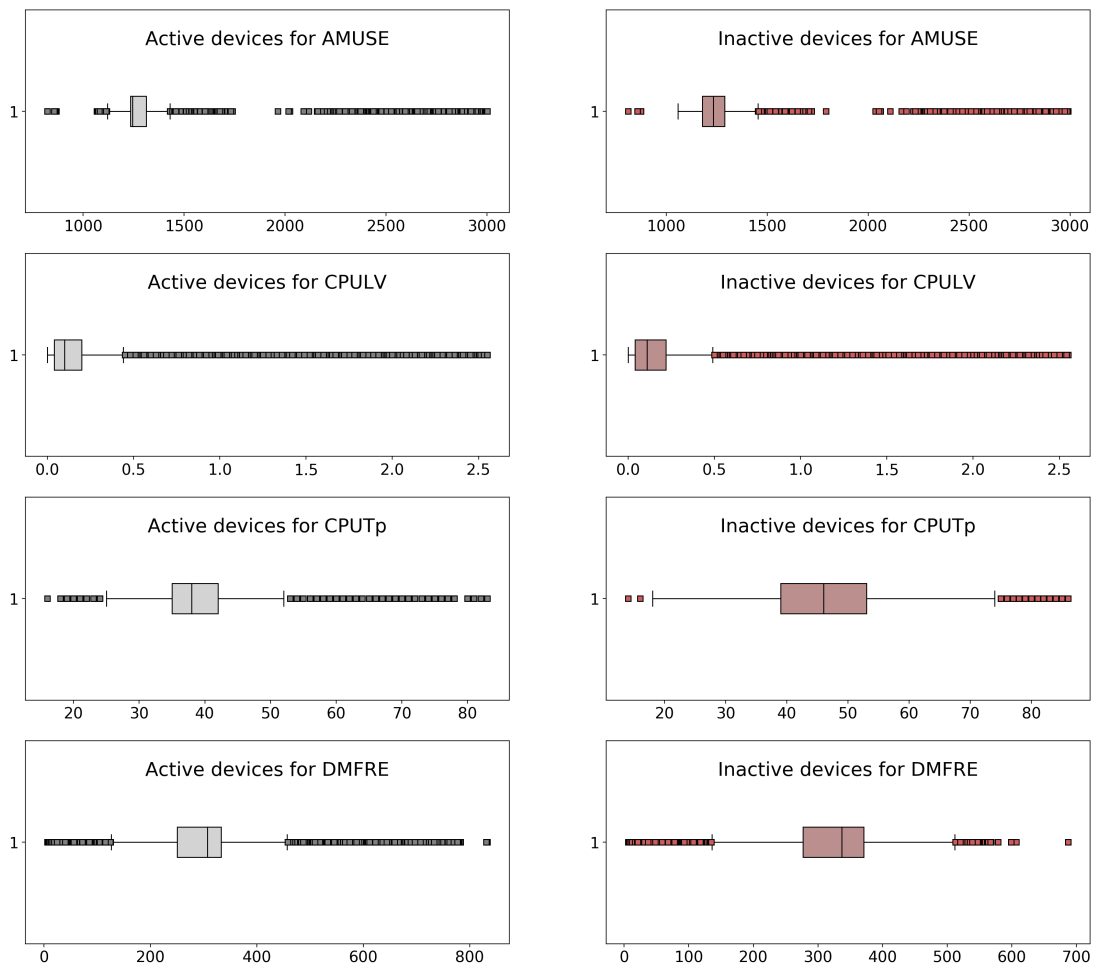 Active devices for AMUSE
1
1000 1500 2000 2500 3000
Inactive devices for AMUSE
1
1000 1500 2000 2500 3000
Active devices for CPULV
1
0.0 0.5 1.0 1.5 2.0 2.5
Inactive devices for CPULV
1
0.0 0.5 1.0 1.5 2.0 2.5
Active devices for CPUTp
1
20 30 40 50 60 70 80
Inactive devices for CPUTp
1
20 30 40 50 60 70 80
Active devices for DMFRE
1
0 200 400 600 800
Inactive devices for DMFRE
1
0 100 200 300 400 500 600 700